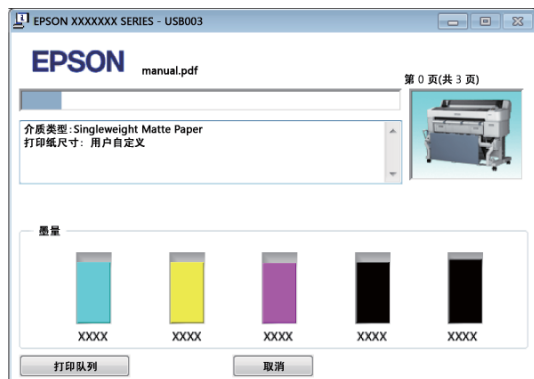 EPSON XXXXXXX SERIES - USB003
EPSON manual.pdf
第 0 页(共 3 页)
介质类型:Singleweight Matte Paper
打印纸尺寸: 用户自定义
墨量
XXXX XXXX XXXX XXXX XXXX
打印队列 取消